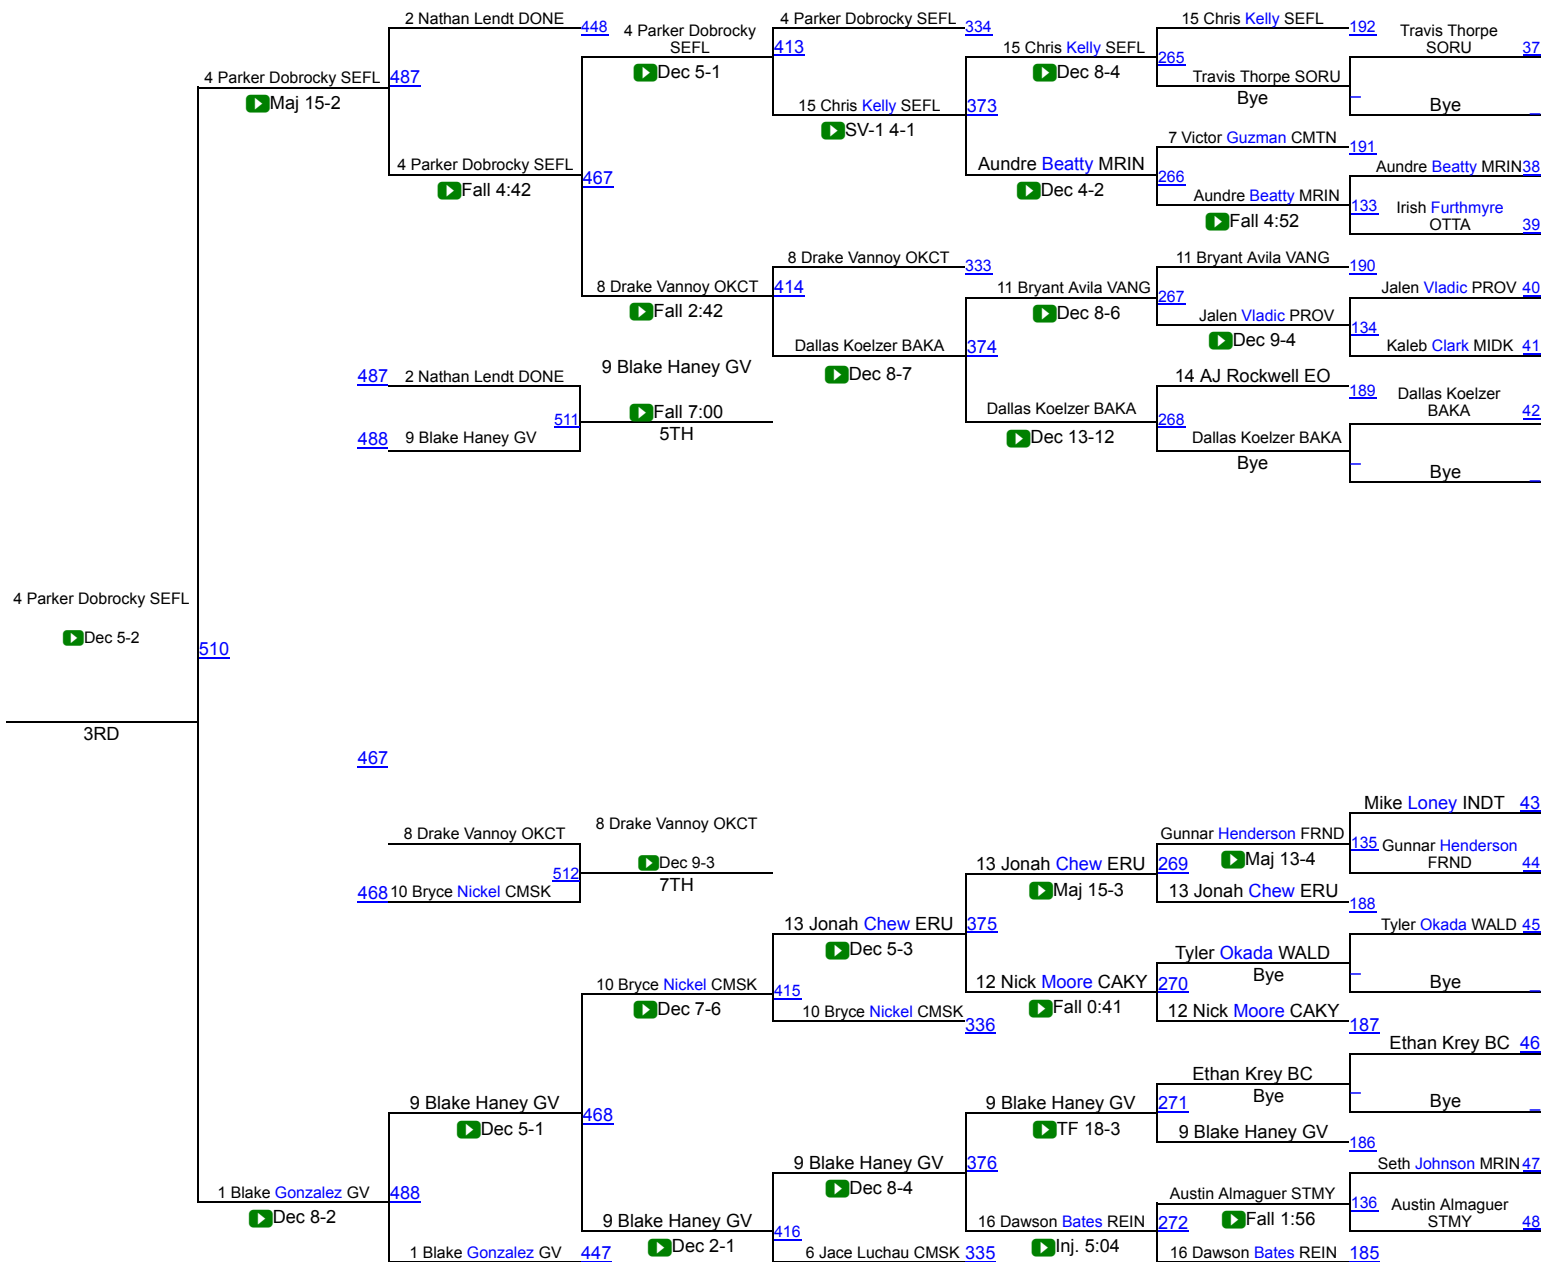 2 Nathan Lendt DONE
448
4 Parker Dobrocky
SEFL
Dec 5-1
4 Parker Dobrocky SEFL
334
413
15 Chris Kelly SEFL
Dec 8-4
15 Chris Kelly SEFL
192
265
Travis Thorpe SORU
Bye
Travis Thorpe
SORU
37
_
Bye
_
4 Parker Dobrocky SEFL
Maj 15-2
487
15 Chris Kelly SEFL
SV-1 4-1
373
7 Victor Guzman CMTN
191
4 Parker Dobrocky SEFL
Fall 4:42
467
Aundre Beatty MRIN
Dec 4-2
266
Aundre Beatty MRIN
Fall 4:52
Aundre Beatty MRIN
38
133
Irish Furthmyre
OTTA
39
8 Drake Vannoy OKCT
333
8 Drake Vannoy OKCT
Fall 2:42
414
11 Bryant Avila VANG
Dec 8-6
11 Bryant Avila VANG
190
267
Jalen Vladic PROV
Dec 9-4
Jalen Vladic PROV
40
134
Kaleb Clark MIDK
41
Dallas Koelzer BAKA
Dec 8-7
374
487
2 Nathan Lendt DONE
9 Blake Haney GV
Fall 7:00
511
5TH
488
9 Blake Haney GV
14 AJ Rockwell EO
189
Dallas Koelzer
BAKA
42
Dallas Koelzer BAKA
Dec 13-12
268
Dallas Koelzer BAKA
Bye
_
Bye
_
4 Parker Dobrocky SEFL
Dec 5-2
510
3RD
467
8 Drake Vannoy OKCT
8 Drake Vannoy OKCT
Dec 9-3
512
7TH
468
10 Bryce Nickel CMSK
Mike Loney INDT
43
Gunnar Henderson FRND
Maj 13-4
135
Gunnar Henderson
FRND
44
13 Jonah Chew ERU
Maj 15-3
269
13 Jonah Chew ERU
188
13 Jonah Chew ERU
Dec 5-3
375
Tyler Okada WALD
45
Tyler Okada WALD
Bye
_
Bye
_
10 Bryce Nickel CMSK
Dec 7-6
415
12 Nick Moore CAKY
Fall 0:41
270
10 Bryce Nickel CMSK
336
12 Nick Moore CAKY
187
Ethan Krey BC
46
Ethan Krey BC
Bye
_
Bye
_
9 Blake Haney GV
Dec 5-1
468
9 Blake Haney GV
TF 18-3
271
9 Blake Haney GV
186
9 Blake Haney GV
Dec 8-4
376
Seth Johnson MRIN
47
1 Blake Gonzalez GV
Dec 8-2
488
Austin Almaguer STMY
Fall 1:56
136
Austin Almaguer
STMY
48
9 Blake Haney GV
Dec 2-1
416
16 Dawson Bates REIN
Inj. 5:04
272
1 Blake Gonzalez GV
447
6 Jace Luchau CMSK
335
16 Dawson Bates REIN
185